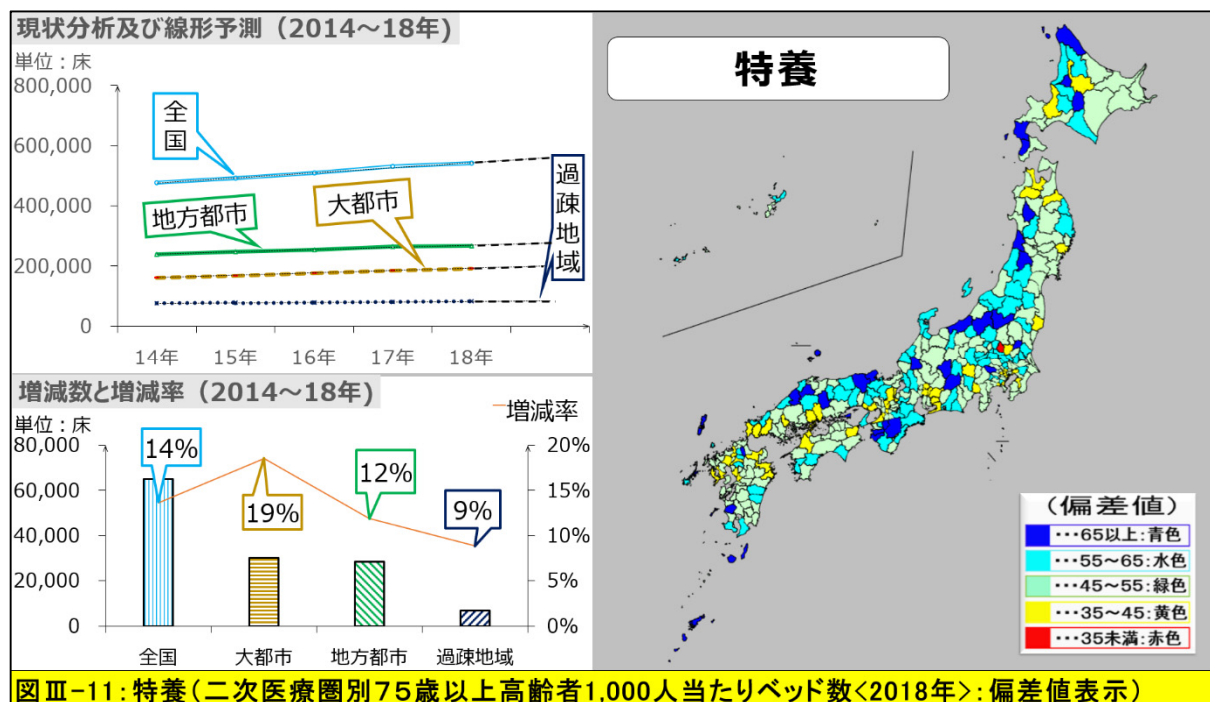 現状分析及び線形予測（2014～18年）
単位：床
800,000
600,000
400,000
200,000
0
全国
地方都市
大都市
過疎地域
14年 15年 16年 17年 18年
増減数と増減率（2014～18年）
単位：床
増減率
80,000
60,000
40,000
20,000
0
14%
19%
12%
9%
20%
15%
10%
5%
0%
全国 大都市 地方都市 過疎地域
特養
（偏差値）
･･･65以上：青色
･･･55～65：水色
･･･45～55：緑色
･･･35～45：黄色
･･･35未満：赤色
図Ⅲ-11：特養（二次医療圏別７５歳以上高齢者1,000人当たりベッド数<2018年>：偏差値表示）